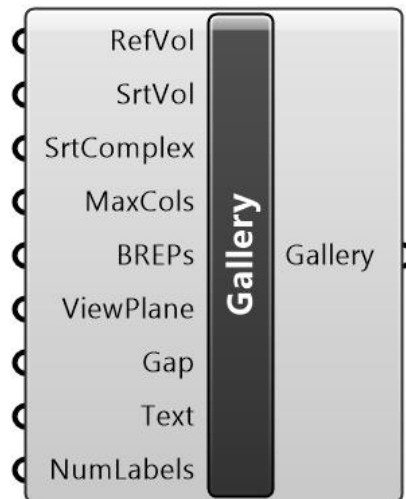 RefVol
SrtVol
SrtComplex
MaxCols
BREPs
ViewPlane
Gap
Text
NumLabels
Gallery
Gallery